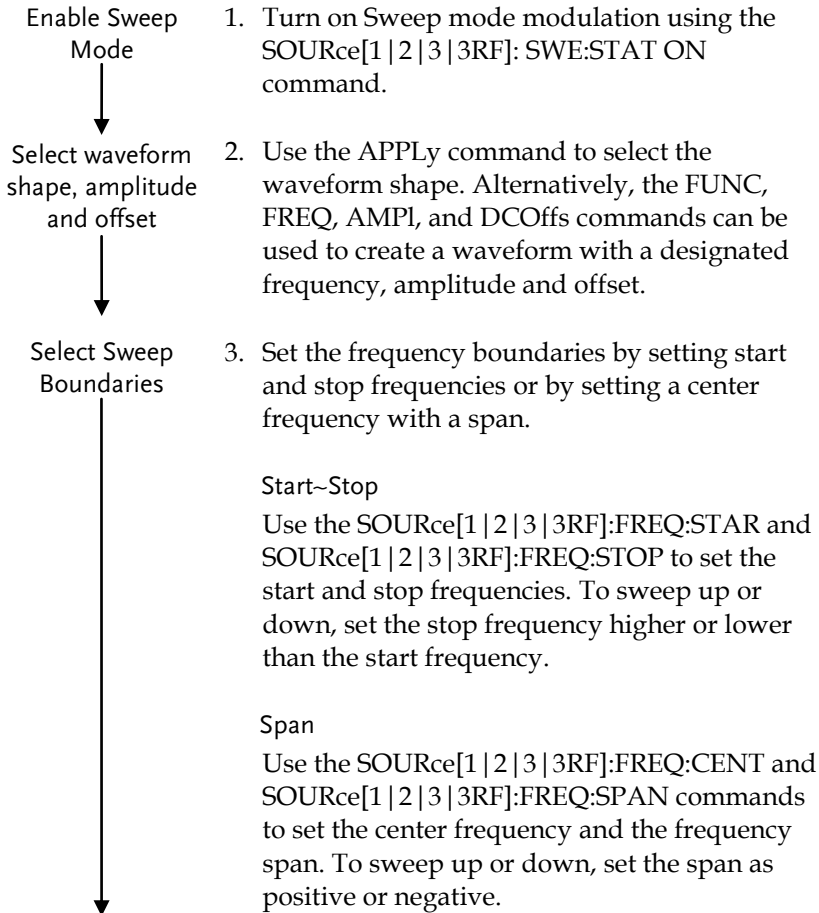 Enable Sweep
Mode
1. Turn on Sweep mode modulation using the
SOURce[1|2|3|3RF]: SWE:STAT ON
command.
Select waveform
shape, amplitude
and offset
2. Use the APPLy command to select the
waveform shape. Alternatively, the FUNC,
FREQ, AMPl, and DCOffs commands can be
used to create a waveform with a designated
frequency, amplitude and offset.
Select Sweep
Boundaries
3. Set the frequency boundaries by setting start
and stop frequencies or by setting a center
frequency with a span.
Start~Stop
Use the SOURce[1|2|3|3RF]:FREQ:STAR and
SOURce[1|2|3|3RF]:FREQ:STOP to set the
start and stop frequencies. To sweep up or
down, set the stop frequency higher or lower
than the start frequency.
Span
Use the SOURce[1|2|3|3RF]:FREQ:CENT and
SOURce[1|2|3|3RF]:FREQ:SPAN commands
to set the center frequency and the frequency
span. To sweep up or down, set the span as
positive or negative.